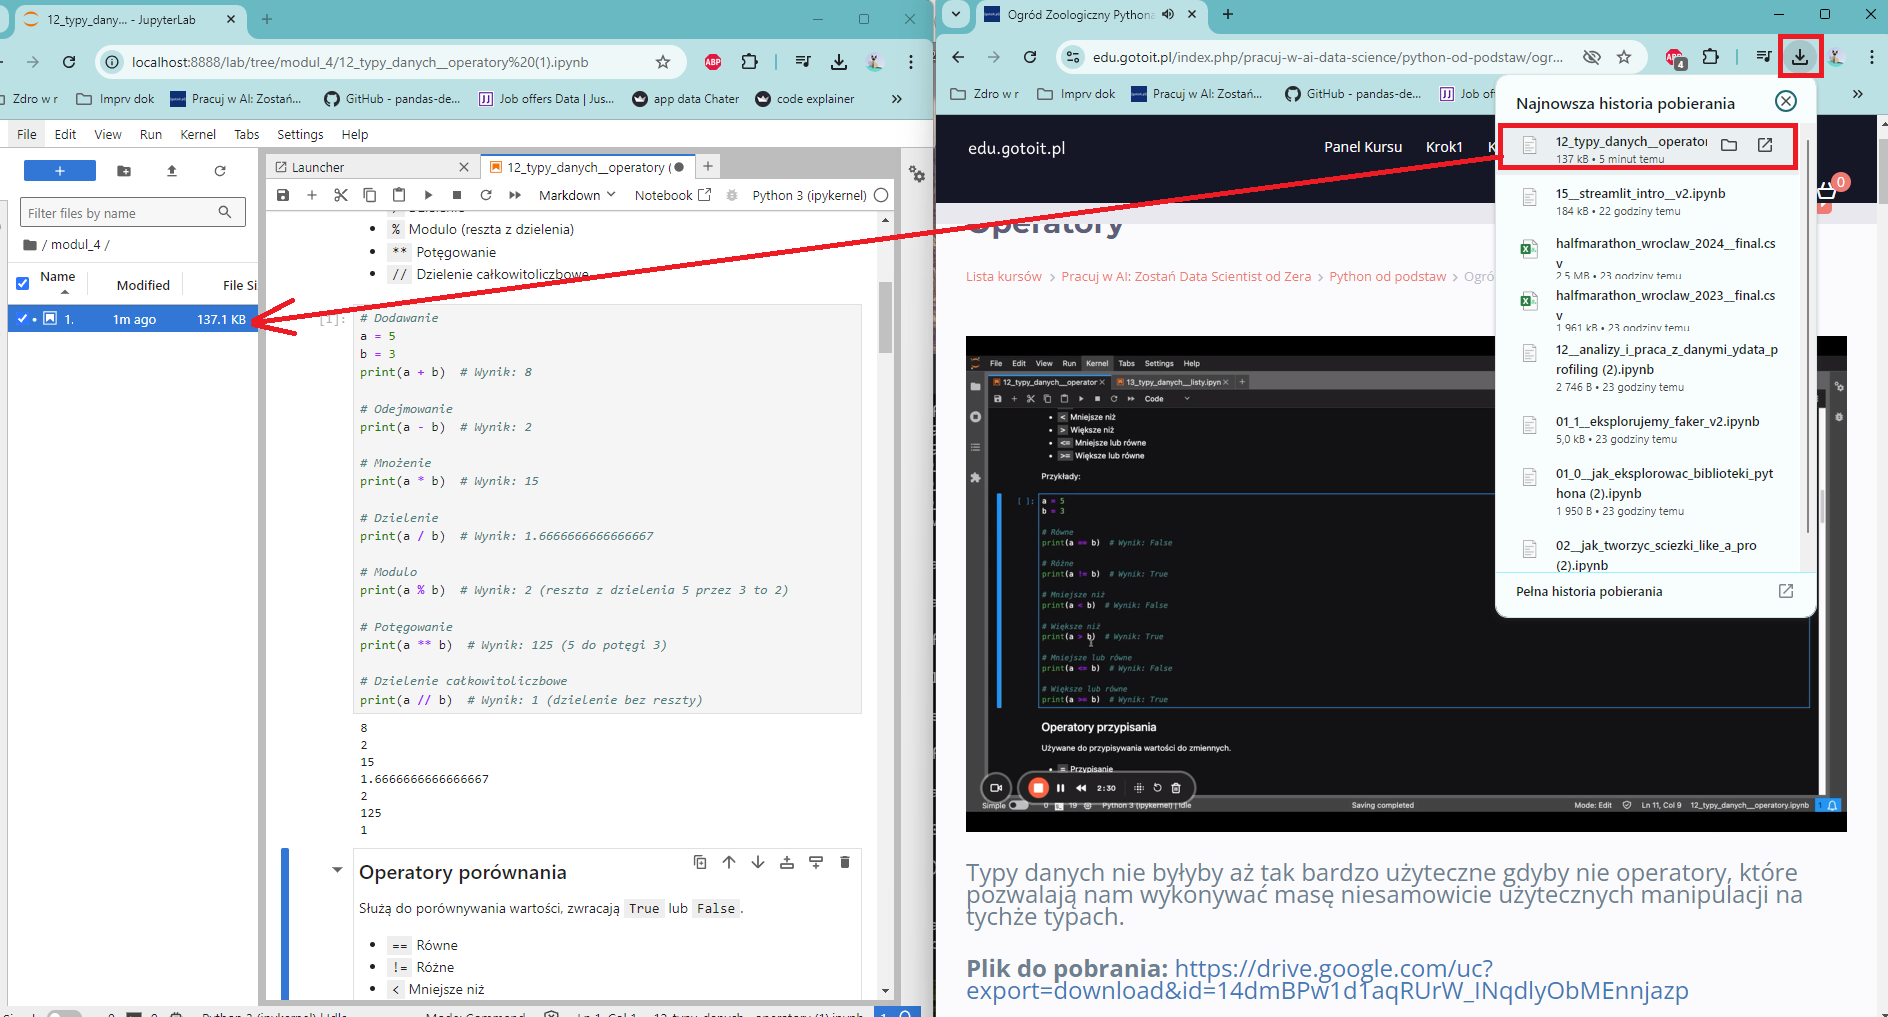 12_typy_dany... - JupyterLab
localhost:8888/lab/tree/modul_4/12_typy_danych__operatory%20(1).ipynb
ABP
Zdro w r
Imprv dok
Pracuj w AI: Zostań...
GitHub - pandas-de...
Job offers Data | Jus...
app data Chater
code explainer
File Edit View Run Kernel Tabs Settings Help
Filter files by name
/ modul_4 /
Name
Modified
File Si
1.
1m ago
137.1 KB
Launcher
12_typy_danych__operatory (
Markdown
Notebook
Python 3 (ipykernel)
% Modulo (reszta z dzielenia)
** Potęgowanie
// Dzielenie całkowitoliczbowe
[1]:
# Dodawanie
a = 5
b = 3
print(a + b)  # Wynik: 8
# Odejmowanie
print(a - b)  # Wynik: 2
# Mnożenie
print(a * b)  # Wynik: 15
# Dzielenie
print(a / b)  # Wynik: 1.6666666666666667
# Modulo
print(a % b)  # Wynik: 2 (reszta z dzielenia 5 przez 3 to 2)
# Potęgowanie
print(a ** b)  # Wynik: 125 (5 do potęgi 3)
# Dzielenie całkowitoliczbowe
print(a // b)  # Wynik: 1 (dzielenie bez reszty)
8
2
15
1.6666666666666667
2
125
1
Operatory porównania
Służą do porównywania wartości, zwracają True lub False.
== Równe
!= Różne
< Mniejsze niż
Ogród Zoologiczny Pythona
edu.gotoit.pl/index.php/pracuj-w-ai-data-science/python-od-podstaw/ogr...
4
Zdro w r
Imprv dok
Pracuj w AI: Zostań...
GitHub - pandas-de...
Job of
edu.gotoit.pl
Panel Kursu
Krok1
0
Operatory
Lista kursów > Pracuj w AI: Zostań Data Scientist od Zera > Python od podstaw > Ogró
Najnowsza historia pobierania
12_typy_danych__operator
137 kB • 5 minut temu
15__streamlit_intro__v2.ipynb
184 kB • 22 godziny temu
halfmarathon_wroclaw_2024__final.cs
v
2,5 MB • 23 godziny temu
halfmarathon_wroclaw_2023__final.cs
v
1 961 kB • 23 godziny temu
12__analizy_i_praca_z_danymi_ydata_p
rofiling (2).ipynb
2 746 B • 23 godziny temu
01_1__eksplorujemy_faker_v2.ipynb
5,0 kB • 23 godziny temu
01_0__jak_eksplorowac_biblioteki_pyt
hona (2).ipynb
1 950 B • 23 godziny temu
02__jak_tworzyc_sciezki_like_a_pro
(2).ipynb
Pełna historia pobierania
File Edit View Run Kernel Tabs Settings Help
12_typy_danych__operator
13_typy_danych__listy.ipyn
Code
< Mniejsze niż
> Większe niż
<= Mniejsze lub równe
>= Większe lub równe
Przykłady:
[ ]:
a = 5
b = 3
# Równe
print(a == b)  # Wynik: False
# Różne
print(a != b)  # Wynik: True
# Mniejsze niż
print(a < b)  # Wynik: False
# Większe niż
print(a > b)  # Wynik: True
# Mniejsze lub równe
print(a <= b)  # Wynik: False
# Większe lub równe
print(a >= b)  # Wynik: True
Operatory przypisania
Używane do przypisywania wartości do zmiennych.
= Przypisanie
2:30
Simple 0 19 Python 3 (ipykernel) | Idle
Saving completed
Mode: Edit
Ln 11, Col 9
12_typy_danych__operatory.ipynb
1
Typy danych nie byłyby aż tak bardzo użyteczne gdyby nie operatory, które
pozwalają nam wykonywać masę niesamowicie użytecznych manipulacji na
tychże typach.
Plik do pobrania: https://drive.google.com/uc?
export=download&id=14dmBPw1d1aqRUrW_INqdlyObMEnnjazp